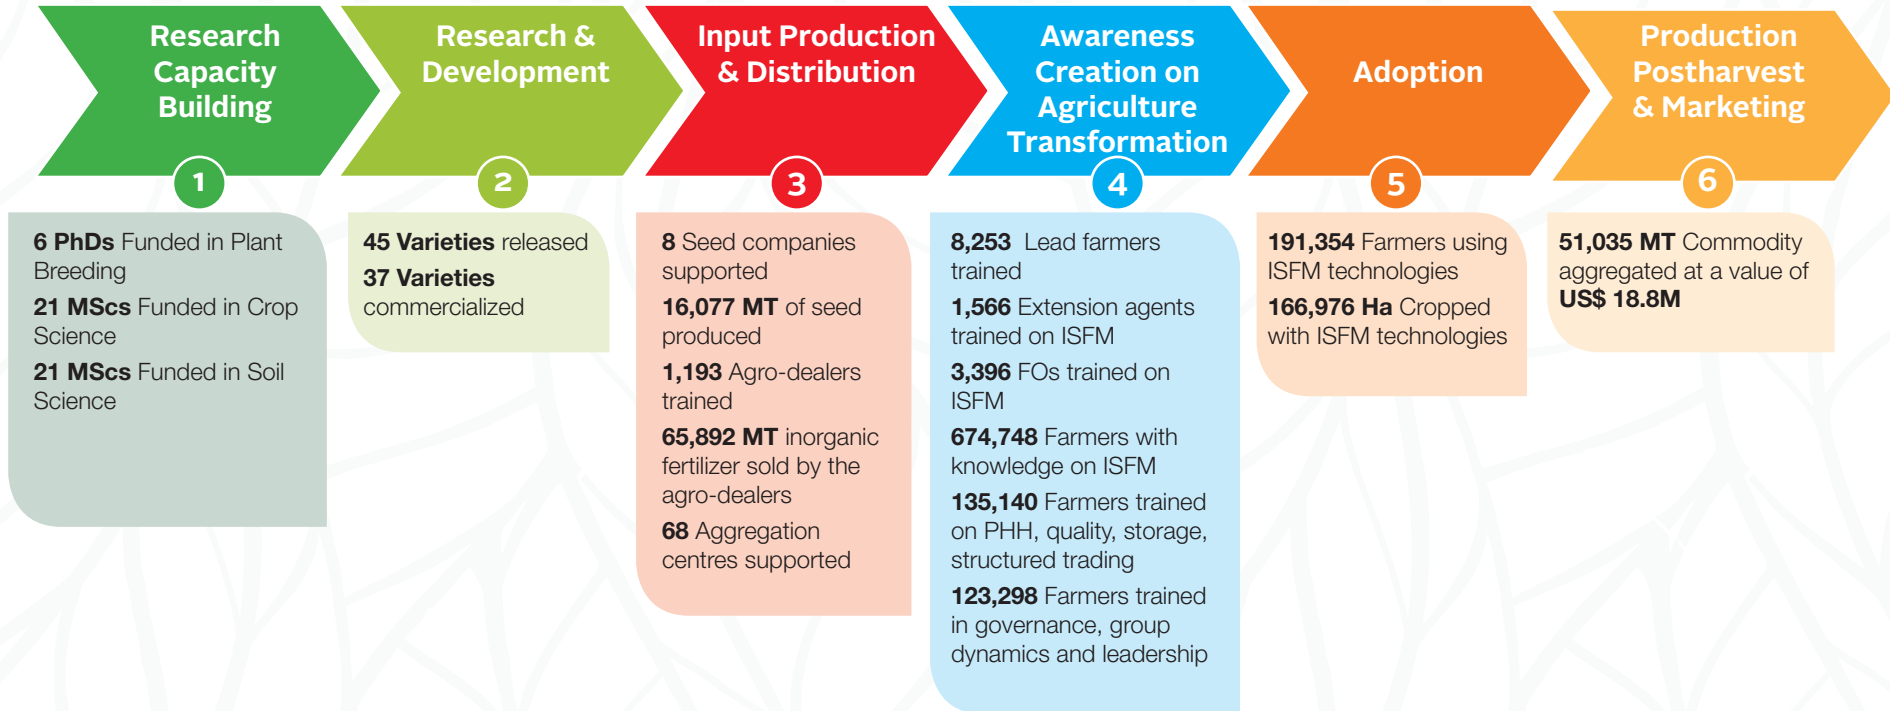 Research
Capacity
Building
1
6 PhDs Funded in Plant
Breeding
21 MScs Funded in Crop
Science
21 MScs Funded in Soil
Science
Research &
Development
2
45 Varieties released
37 Varieties
commercialized
Input Production
& Distribution
3
8 Seed companies
supported
16,077 MT of seed
produced
1,193 Agro-dealers
trained
65,892 MT inorganic
fertilizer sold by the
agro-dealers
68 Aggregation
centres supported
Awareness
Creation on
Agriculture
Transformation
4
8,253 Lead farmers
trained
1,566 Extension agents
trained on ISFM
3,396 FOs trained on
ISFM
674,748 Farmers with
knowledge on ISFM
135,140 Farmers trained
on PHH, quality, storage,
structured trading
123,298 Farmers trained
in governance, group
dynamics and leadership
Adoption
5
191,354 Farmers using
ISFM technologies
166,976 Ha Cropped
with ISFM technologies
Production
Postharvest
& Marketing
6
51,035 MT Commodity
aggregated at a value of
US$ 18.8M